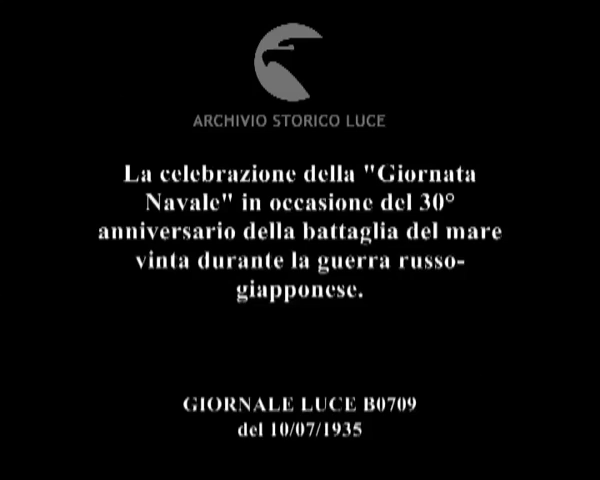 ARCHIVIO STORICO LUCE
La celebrazione della "Giornata
Navale" in occasione del 30°
anniversario della battaglia del mare
vinta durante la guerra russo-
giapponese.
GIORNALE LUCE B0709
del 10/07/1935